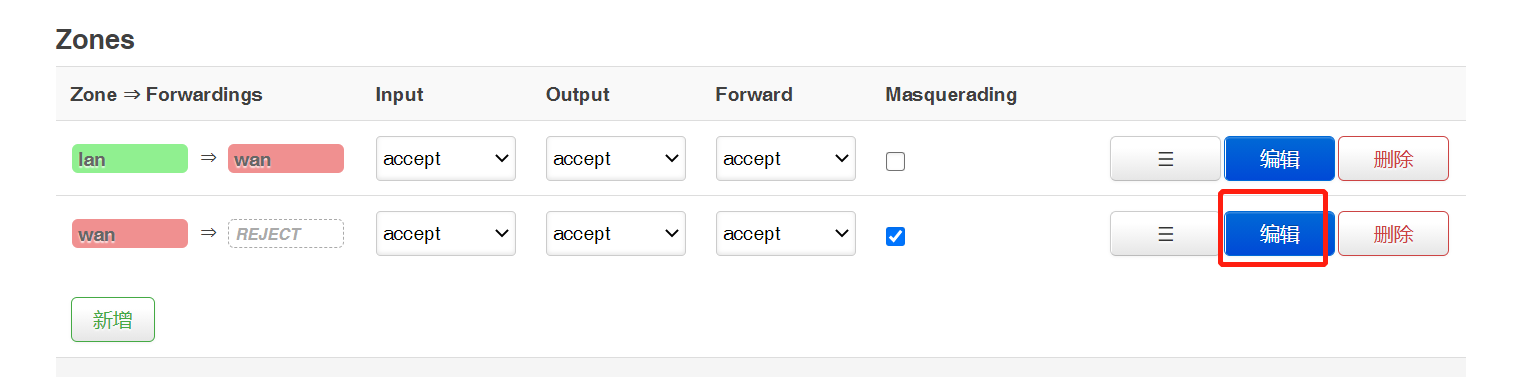 Zones
Zone ⇒ Forwardings Input Output Forward Masquerading
lan ⇒ wan accept accept accept ☰ 编辑 删除
wan ⇒ REJECT accept accept accept ☰ 编辑 删除
新增